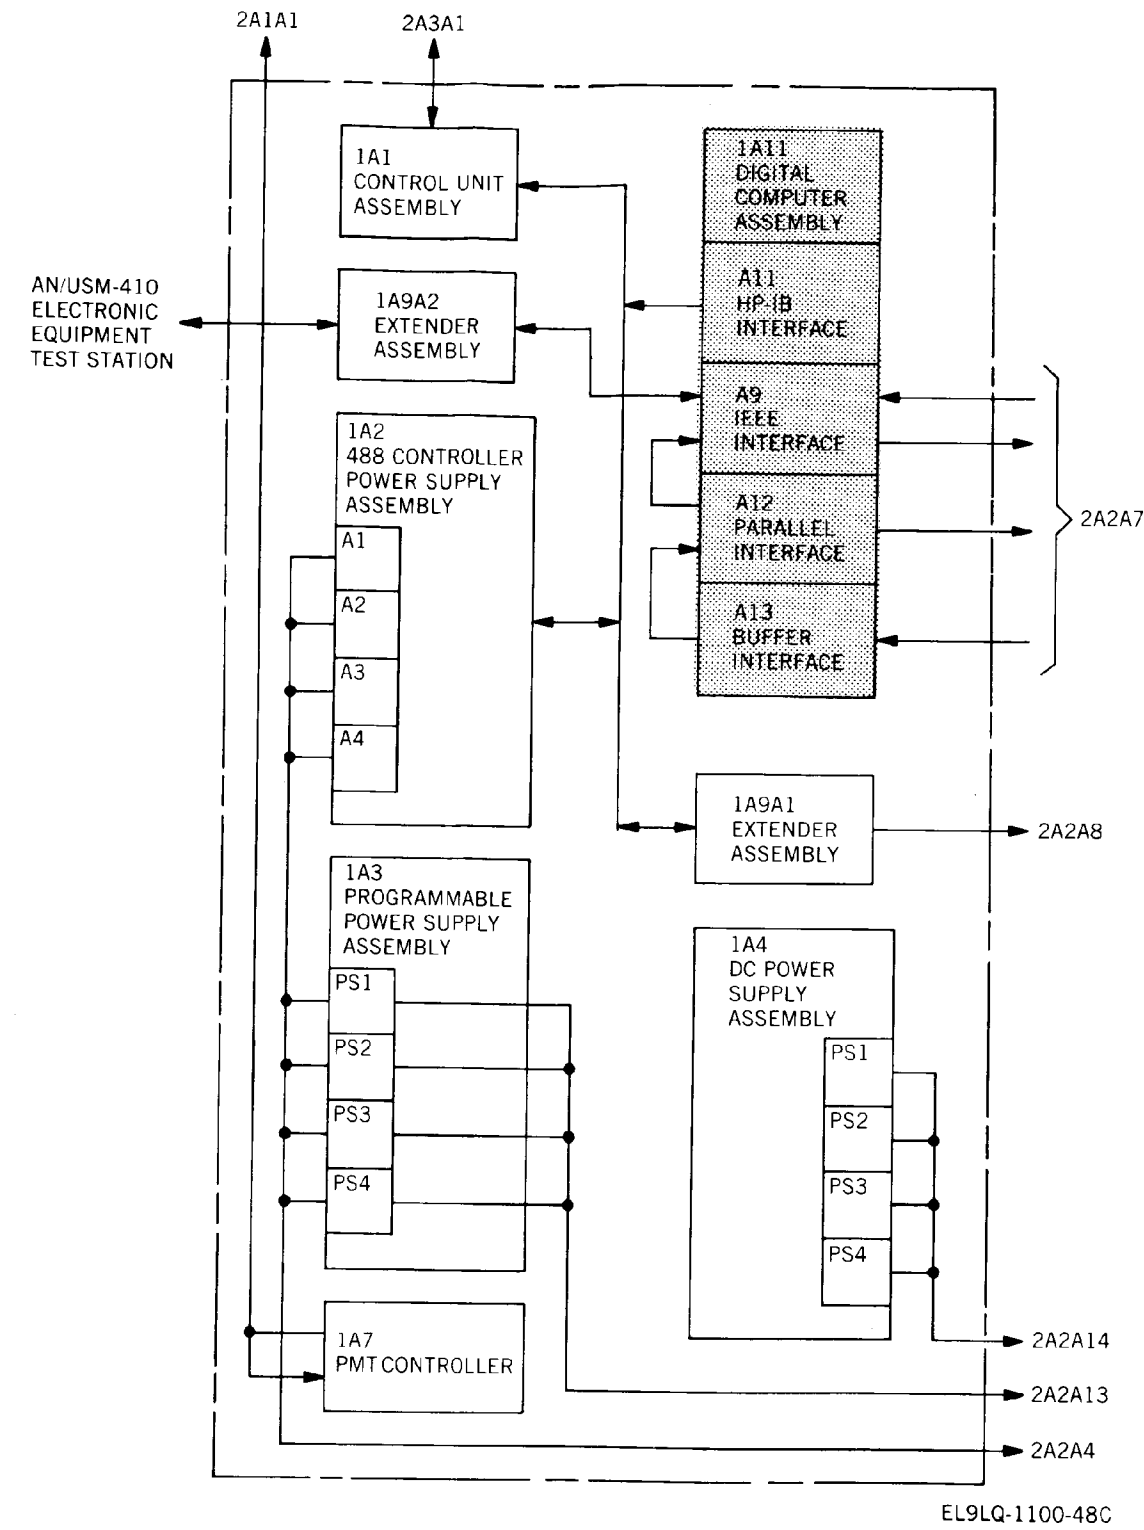 2A1A1
2A3A1
1A1
CONTROL UNIT
ASSEMBLY
1A11
DIGITAL
COMPUTER
ASSEMBLY
A11
HP-IB
INTERFACE
AN/USM-410
ELECTRONIC
EQUIPMENT
TEST STATION
1A9A2
EXTENDER
ASSEMBLY
A9
IEEE
INTERFACE
1A2
488 CONTROLLER
POWER SUPPLY
ASSEMBLY
A12
PARALLEL
INTERFACE
2A2A7
A1
A2
A3
A4
A13
BUFFER
INTERFACE
1A9A1
EXTENDER
ASSEMBLY
2A2A8
1A3
PROGRAMMABLE
POWER SUPPLY
ASSEMBLY
PS1
PS2
PS3
PS4
1A4
DC POWER
SUPPLY
ASSEMBLY
PS1
PS2
PS3
PS4
1A7
PMT CONTROLLER
2A2A14
2A2A13
2A2A4
EL9LQ-1100-48C